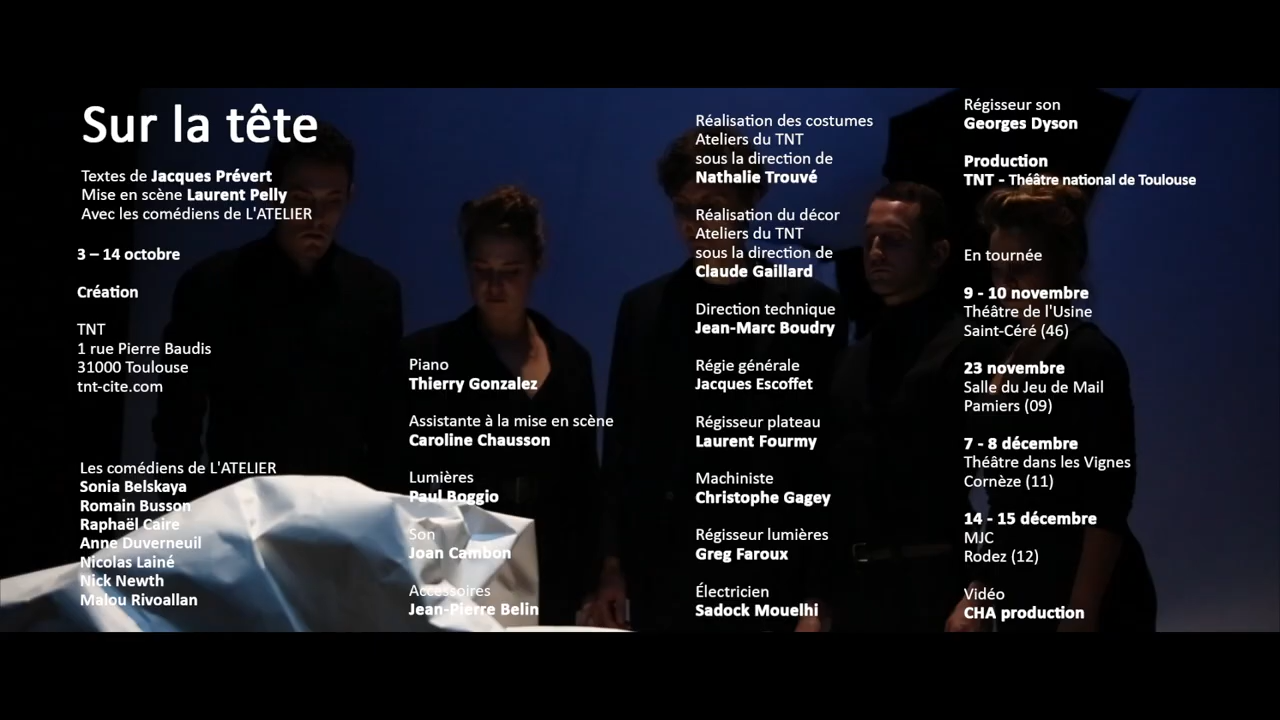 Sur la tête
Textes de Jacques Prévert
Mise en scène Laurent Pelly
Avec les comédiens de L'ATELIER
3 – 14 octobre
Création
TNT
1 rue Pierre Baudis
31000 Toulouse
tnt-cite.com
Les comédiens de L'ATELIER
Sonia Belskaya
Romain Busson
Raphaël Caire
Anne Duverneuil
Nicolas Lainé
Nick Newth
Malou Rivoallan
Piano
Thierry Gonzalez
Assistante à la mise en scène
Caroline Chausson
Lumières
Paul Boggio
Son
Joan Cambon
Accessoires
Jean-Pierre Belin
Réalisation des costumes
Ateliers du TNT
sous la direction de
Nathalie Trouvé
Réalisation du décor
Ateliers du TNT
sous la direction de
Claude Gaillard
Direction technique
Jean-Marc Boudry
Régie générale
Jacques Escoffet
Régisseur plateau
Laurent Fourmy
Machiniste
Christophe Gagey
Régisseur lumières
Greg Faroux
Électricien
Sadock Mouelhi
Régisseur son
Georges Dyson
Production
TNT - Théâtre national de Toulouse
En tournée
9 - 10 novembre
Théâtre de l'Usine
Saint-Céré (46)
23 novembre
Salle du Jeu de Mail
Pamiers (09)
7 - 8 décembre
Théâtre dans les Vignes
Cornèze (11)
14 - 15 décembre
MJC
Rodez (12)
Vidéo
CHA production